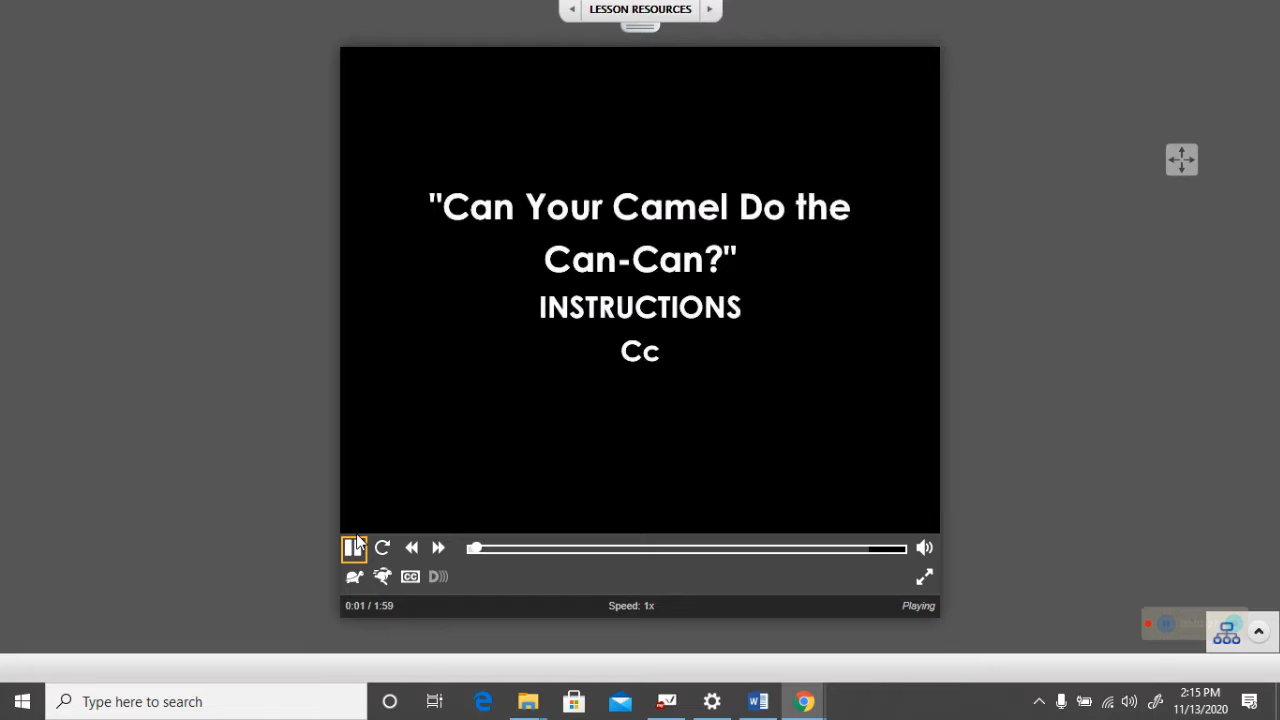 LESSON RESOURCES
"Can Your Camel Do the
Can-Can?"
INSTRUCTIONS
Cc
CC
D)))
0:01 / 1:59
Speed: 1x
Playing
Type here to search
2:15 PM
11/13/2020